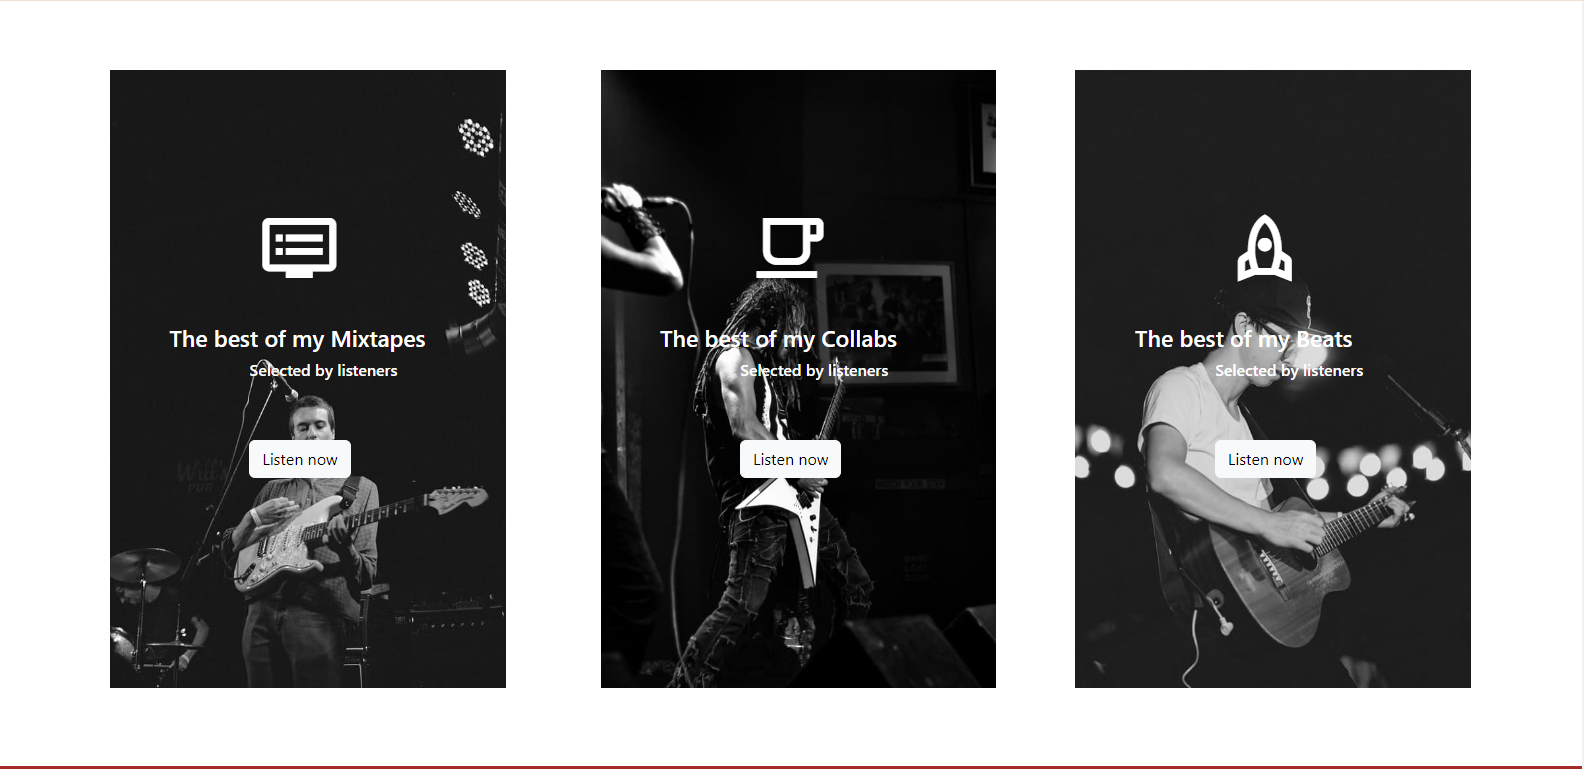 The best of my Mixtapes
Selected by listeners
Listen now
The best of my Collabs
Selected by listeners
Listen now
The best of my Beats
Selected by listeners
Listen now